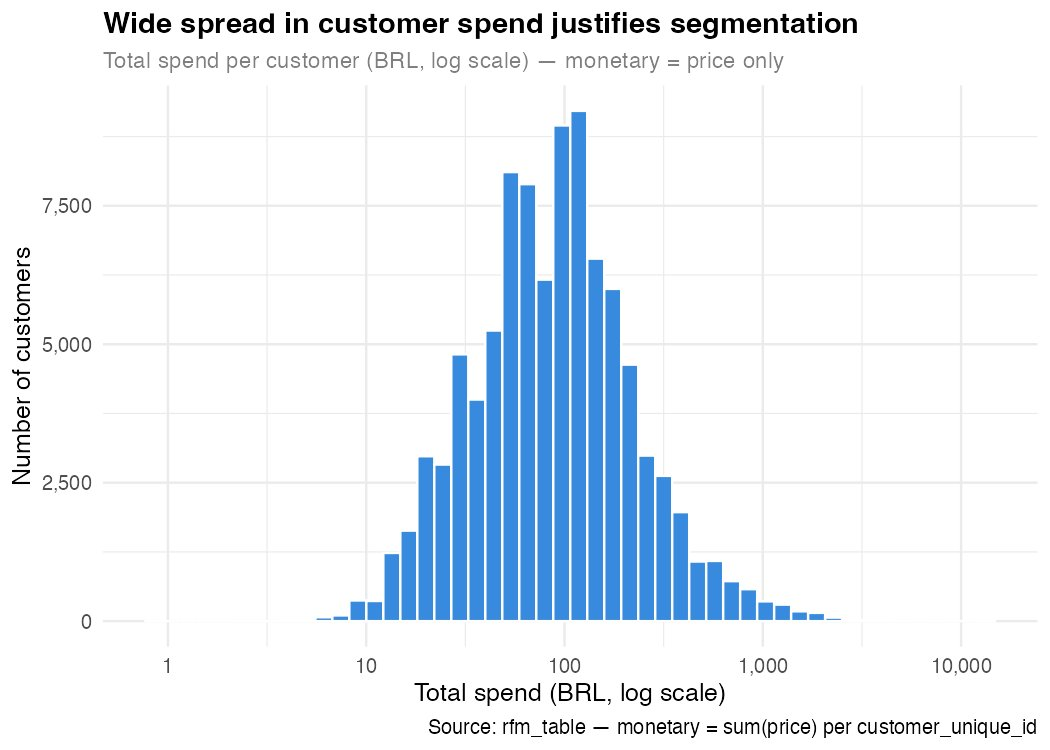 Wide spread in customer spend justifies segmentation
Total spend per customer (BRL, log scale) — monetary = price only
Number of customers
7,500
5,000
2,500
0
1
10
100
1,000
10,000
Total spend (BRL, log scale)
Source: rfm_table — monetary = sum(price) per customer_unique_id